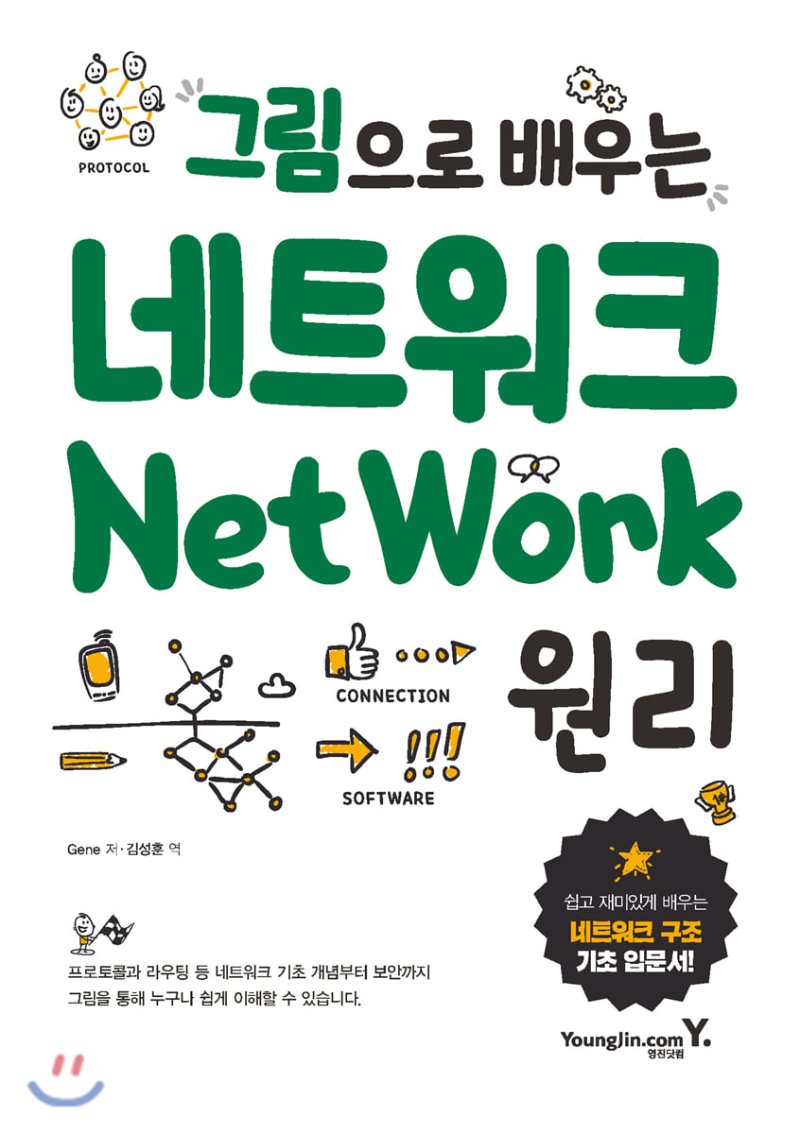 PROTOCOL
그림으로 배우는
네트워크
NetWork
원리
CONNECTION
SOFTWARE
Gene 저·김성훈 역
쉽고 재미있게 배우는
네트워크 구조
기초 입문서!
프로토콜과 라우팅 등 네트워크 기초 개념부터 보안까지
그림을 통해 누구나 쉽게 이해할 수 있습니다.
YoungJin.com Y.
영진닷컴